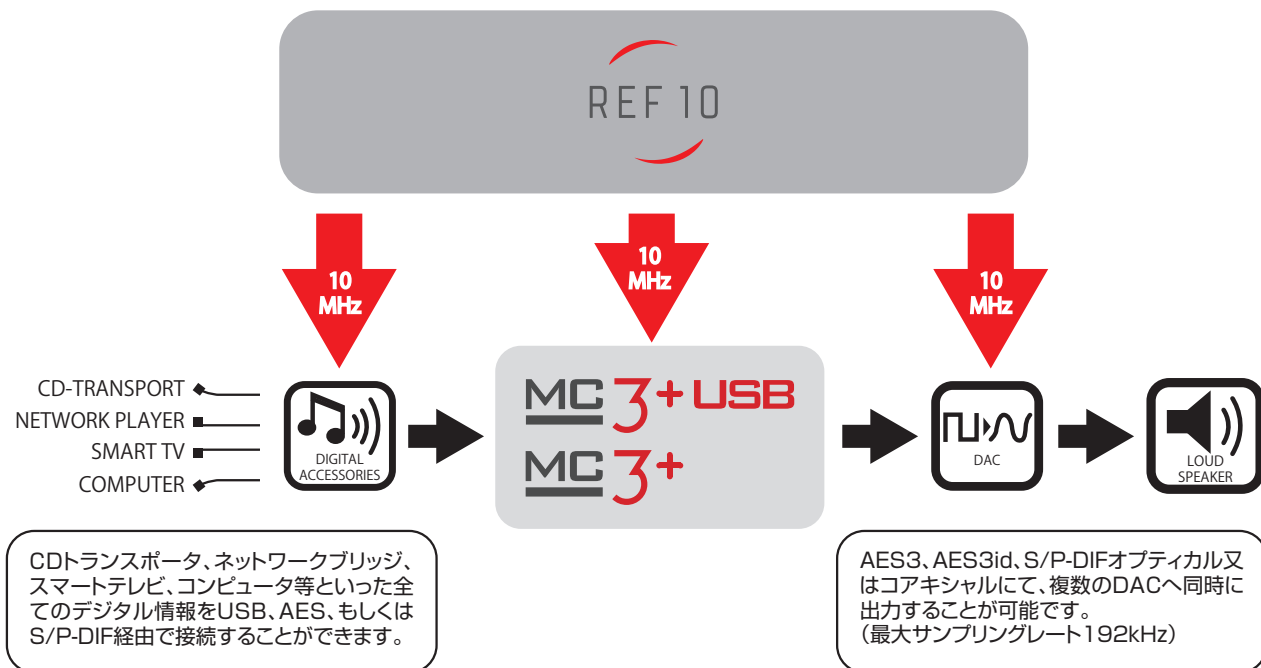 REF 10
10
MHz
10
MHz
10
MHz
CD-TRANSPORT
NETWORK PLAYER
SMART TV
COMPUTER
DIGITAL
ACCESSORIES
MC 3+ USB
MC 3+
DAC
LOUD
SPEAKER
CDトランスポータ、ネットワークブリッジ、
スマートテレビ、コンピュータ等といった全
てのデジタル情報をUSB、AES、もしくは
S/P-DIF経由で接続することができます。
AES3、AES3id、S/P-DIFオプティカル又
はコアキシャルにて、複数のDACへ同時に
出力することが可能です。
（最大サンプリングレート192kHz）